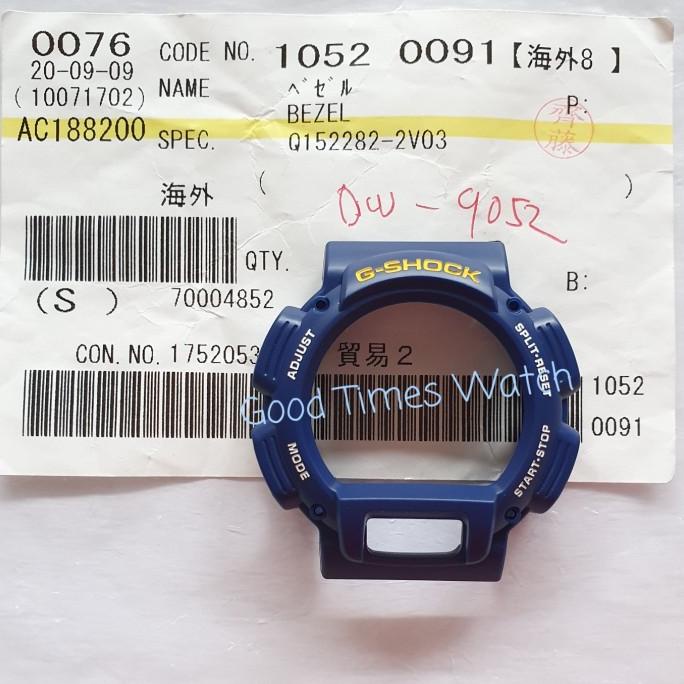 0076 CODE NO. 1052 0091【海外8 】
20-09-09 NAME ベゼル
(10071702) BEZEL P:
AC188200 SPEC. Q152282-2V03
齊藤
海外 ( )
DW-9052
QTY. B:
(S ) 70004852
G-SHOCK
CON.NO. 1752053 貿易2
ADJUST SPLIT·RESET
Good Times Watch
1052
0091
MODE START·STOP